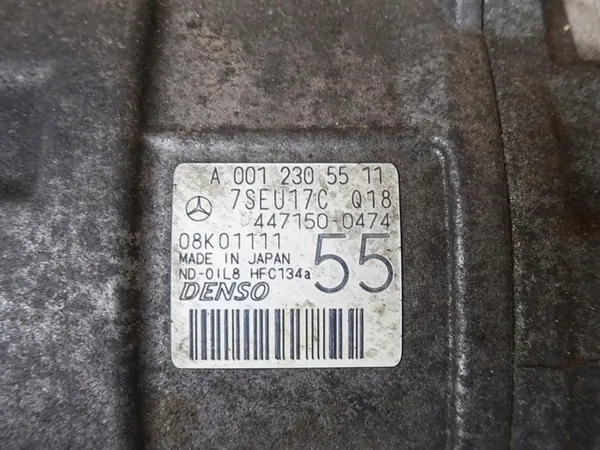 A 001 230 55 11
7SEU17C Q18
447150-0474
08K01111
55
MADE IN JAPAN
ND-OIL8 HFC134a
DENSO